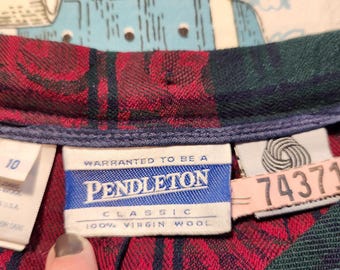 10
U.S.A.
WARRANTED TO BE A
PENDLETON
CLASSIC
100% VIRGIN WOOL
74371